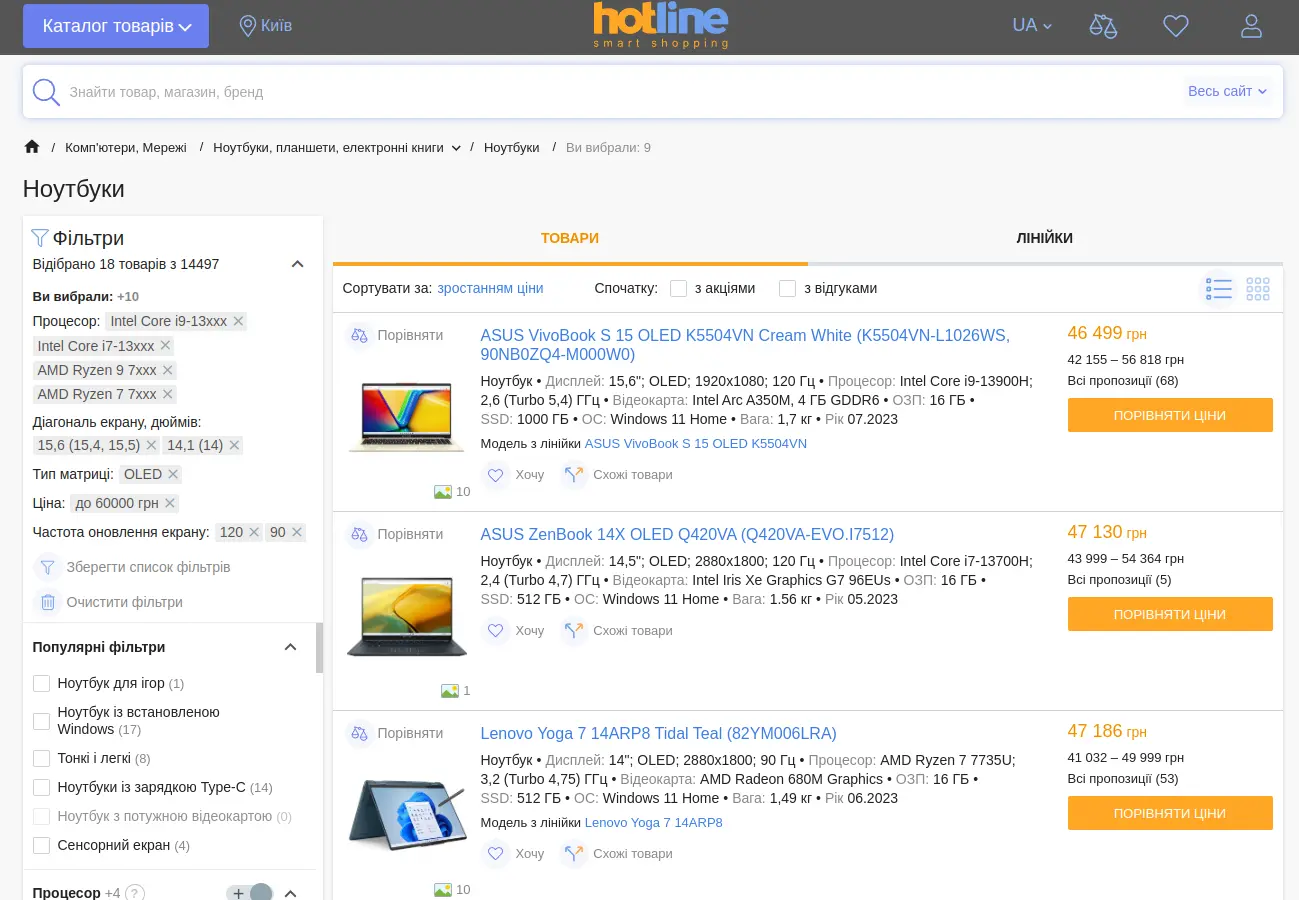 Каталог товарів
Київ
hotline
smart shopping
UA
Знайти товар, магазин, бренд
Весь сайт
/ Комп'ютери, Мережі / Ноутбуки, планшети, електронні книги / Ноутбуки / Ви вибрали: 9
Ноутбуки
Фільтри
Відібрано 18 товарів з 14497
Ви вибрали: +10
Процесор: Intel Core i9-13xxx ×
Intel Core i7-13xxx ×
AMD Ryzen 9 7xxx ×
AMD Ryzen 7 7xxx ×
Діагональ екрану, дюймів:
15,6 (15,4, 15,5) × 14,1 (14) ×
Тип матриці: OLED ×
Ціна: до 60000 грн ×
Частота оновлення екрану: 120 × 90 ×
Зберегти список фільтрів
Очистити фільтри
Популярні фільтри
Ноутбук для ігор (1)
Ноутбук із встановленою
Windows (17)
Тонкі і легкі (8)
Ноутбуки із зарядкою Type-C (14)
Ноутбук з потужною відеокартою (0)
Сенсорний екран (4)
Процесор +4 ? +
ТОВАРИ
ЛІНІЙКИ
Сортувати за: зростанням ціни
Спочатку: з акціями з відгуками
Порівняти
ASUS VivoBook S 15 OLED K5504VN Cream White (K5504VN-L1026WS,
90NB0ZQ4-M000W0)
Ноутбук • Дисплей: 15,6"; OLED; 1920x1080; 120 Гц • Процесор: Intel Core i9-13900H;
2,6 (Turbo 5,4) ГГц • Відеокарта: Intel Arc A350M, 4 ГБ GDDR6 • ОЗП: 16 ГБ •
SSD: 1000 ГБ • ОС: Windows 11 Home • Вага: 1,7 кг • Рік 07.2023
Модель з лінійки ASUS VivoBook S 15 OLED K5504VN
Хочу Схожі товари
10
46 499 грн
42 155 – 56 818 грн
Всі пропозиції (68)
ПОРІВНЯТИ ЦІНИ
Порівняти
ASUS ZenBook 14X OLED Q420VA (Q420VA-EVO.I7512)
Ноутбук • Дисплей: 14,5"; OLED; 2880x1800; 120 Гц • Процесор: Intel Core i7-13700H;
2,4 (Turbo 4,7) ГГц • Відеокарта: Intel Iris Xe Graphics G7 96EUs • ОЗП: 16 ГБ •
SSD: 512 ГБ • ОС: Windows 11 Home • Вага: 1.56 кг • Рік 05.2023
Хочу Схожі товари
1
47 130 грн
43 999 – 54 364 грн
Всі пропозиції (5)
ПОРІВНЯТИ ЦІНИ
Порівняти
Lenovo Yoga 7 14ARP8 Tidal Teal (82YM006LRA)
Ноутбук • Дисплей: 14"; OLED; 2880x1800; 90 Гц • Процесор: AMD Ryzen 7 7735U;
3,2 (Turbo 4,75) ГГц • Відеокарта: AMD Radeon 680M Graphics • ОЗП: 16 ГБ •
SSD: 512 ГБ • ОС: Windows 11 Home • Вага: 1,49 кг • Рік 06.2023
Модель з лінійки Lenovo Yoga 7 14ARP8
Хочу Схожі товари
10
47 186 грн
41 032 – 49 999 грн
Всі пропозиції (53)
ПОРІВНЯТИ ЦІНИ